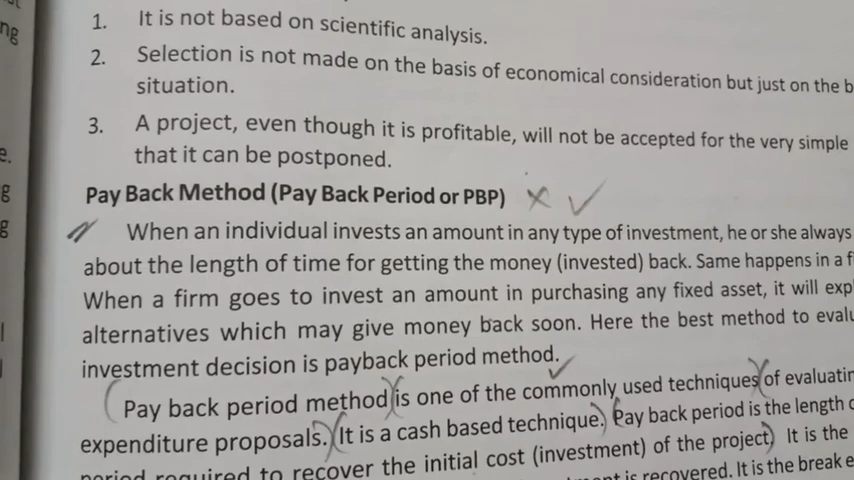 ng
1. It is not based on scientific analysis.
2. Selection is not made on the basis of economical consideration but just on the b
situation.
3. A project, even though it is profitable, will not be accepted for the very simple
that it can be postponed.
e.
g
g
Pay Back Method (Pay Back Period or PBP)
When an individual invests an amount in any type of investment, he or she always
about the length of time for getting the money (invested) back. Same happens in a f
When a firm goes to invest an amount in purchasing any fixed asset, it will exp
alternatives which may give money back soon. Here the best method to evalu
investment decision is payback period method.
Pay back period method is one of the commonly used techniques of evaluatin
expenditure proposals. It is a cash based technique. Pay back period is the length o
period required to recover the initial cost (investment) of the project. It is the
is recovered. It is the break e